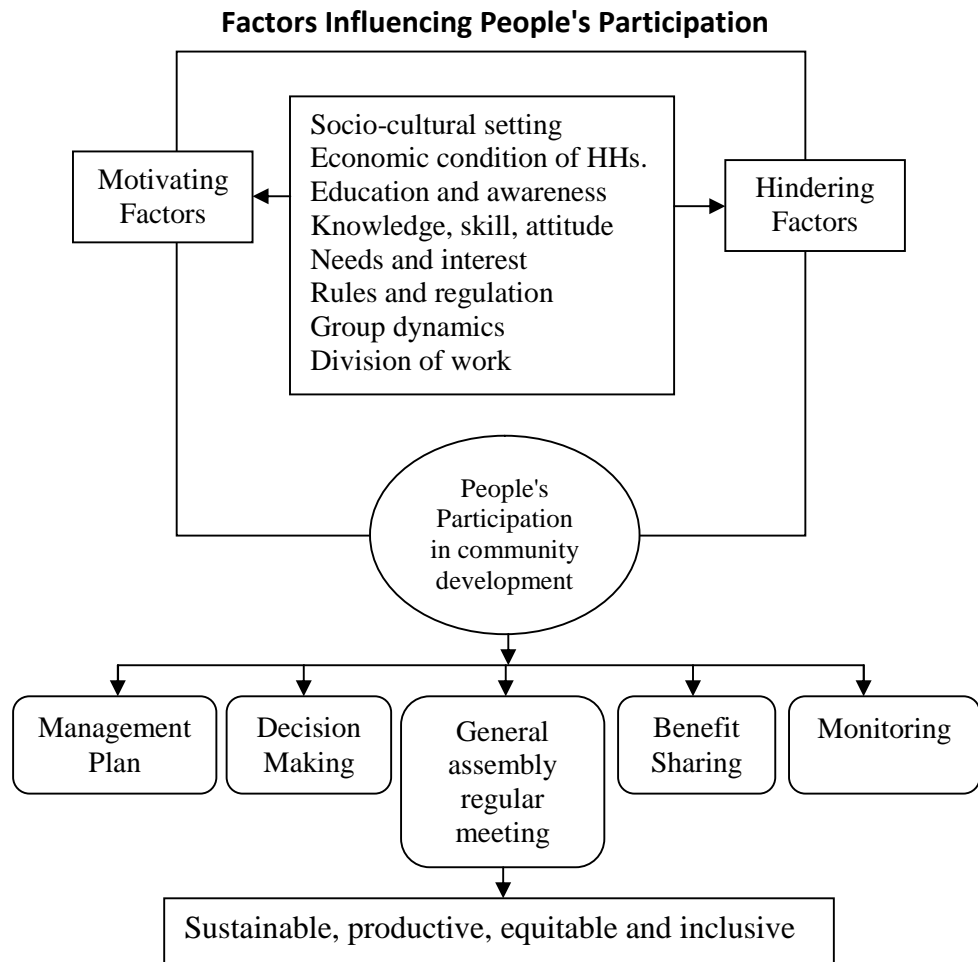 Factors Influencing People's Participation
Socio-cultural setting
Economic condition of HHs.
Education and awareness
Knowledge, skill, attitude
Needs and interest
Rules and regulation
Group dynamics
Division of work
Motivating
Factors
Hindering
Factors
People's
Participation
in community
development
Management
Plan
Decision
Making
General
assembly
regular
meeting
Benefit
Sharing
Monitoring
Sustainable, productive, equitable and inclusive